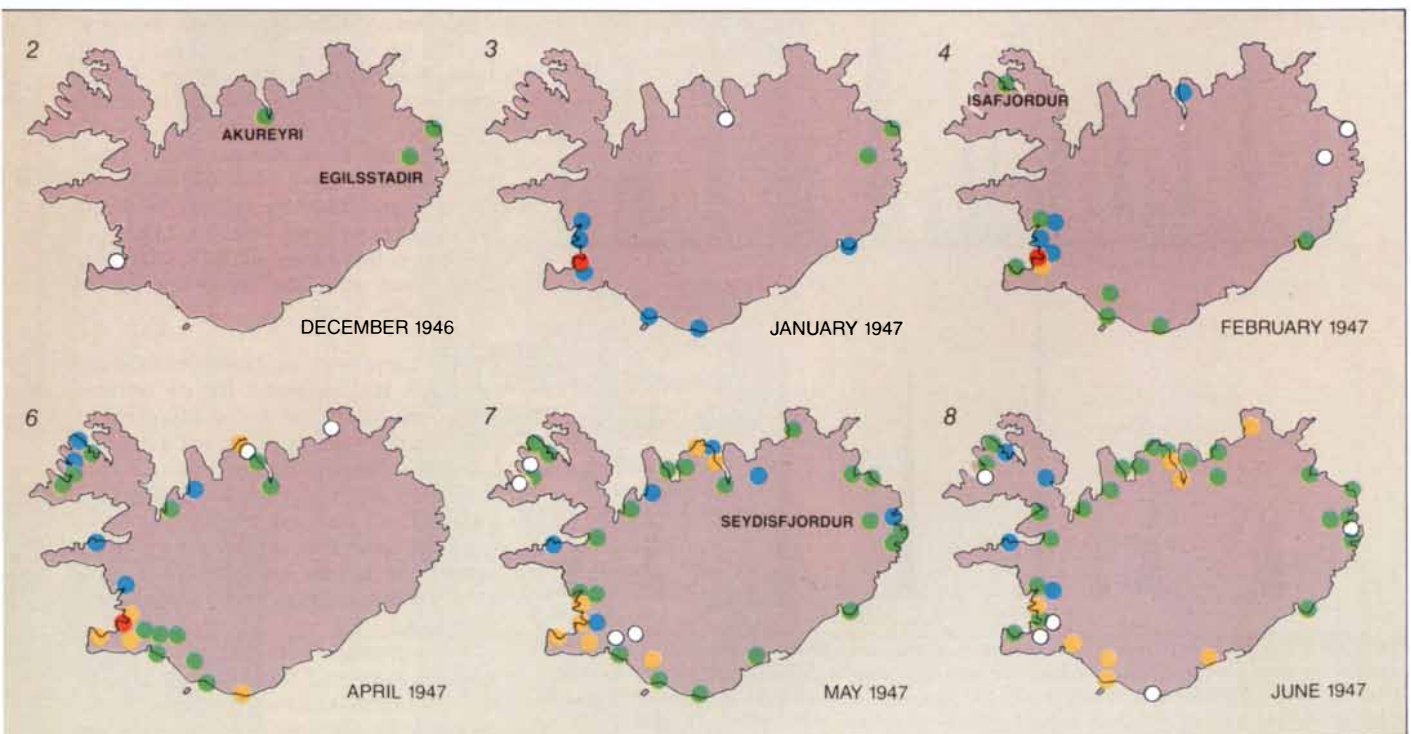 2
AKUREYRI
EGILSSTADIR
DECEMBER 1946
3
JANUARY 1947
4
ISAFJORDUR
FEBRUARY 1947
6
APRIL 1947
7
SEYDISFJORDUR
MAY 1947
8
JUNE 1947